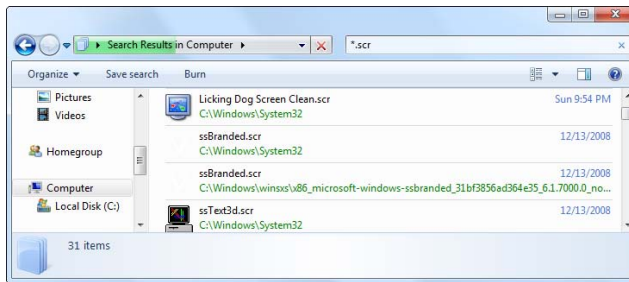 Search Results in Computer
*.scr
Organize Save search Burn
Pictures
Videos
Homegroup
Computer
Local Disk (C:)
Licking Dog Screen Clean.scr Sun 9:54 PM
C:\Windows\System32
ssBranded.scr 12/13/2008
C:\Windows\System32
ssBranded.scr 12/13/2008
C:\Windows\winsxs\x86_microsoft-windows-ssbranded_31bf3856ad364e35_6.1.7000.0_no...
ssText3d.scr 12/13/2008
C:\Windows\System32
31 items